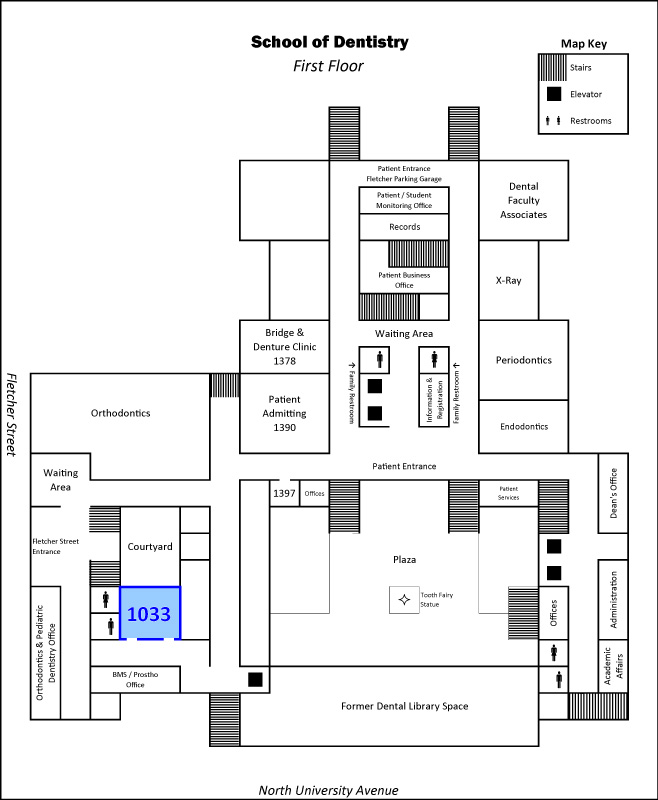 School of Dentistry
First Floor
Map Key
Stairs
Elevator
Restrooms
Patient Entrance
Fletcher Parking Garage
Patient / Student
Monitoring Office
Records
Patient Business
Office
Dental
Faculty
Associates
X-Ray
Waiting Area
Bridge &
Denture Clinic
1378
Periodontics
Family Restroom
Information &
Registration
Family Restroom
Fletcher Street
Orthodontics
Patient
Admitting
1390
Endodontics
Waiting
Area
Patient Entrance
1397
Offices
Patient
Services
Dean's Office
Fletcher Street
Entrance
Courtyard
Plaza
Tooth Fairy
Statue
1033
Offices
Administration
Orthodontics & Pediatric
Dentistry Office
Academic
Affairs
BMS / Prostho
Office
Former Dental Library Space
North University Avenue